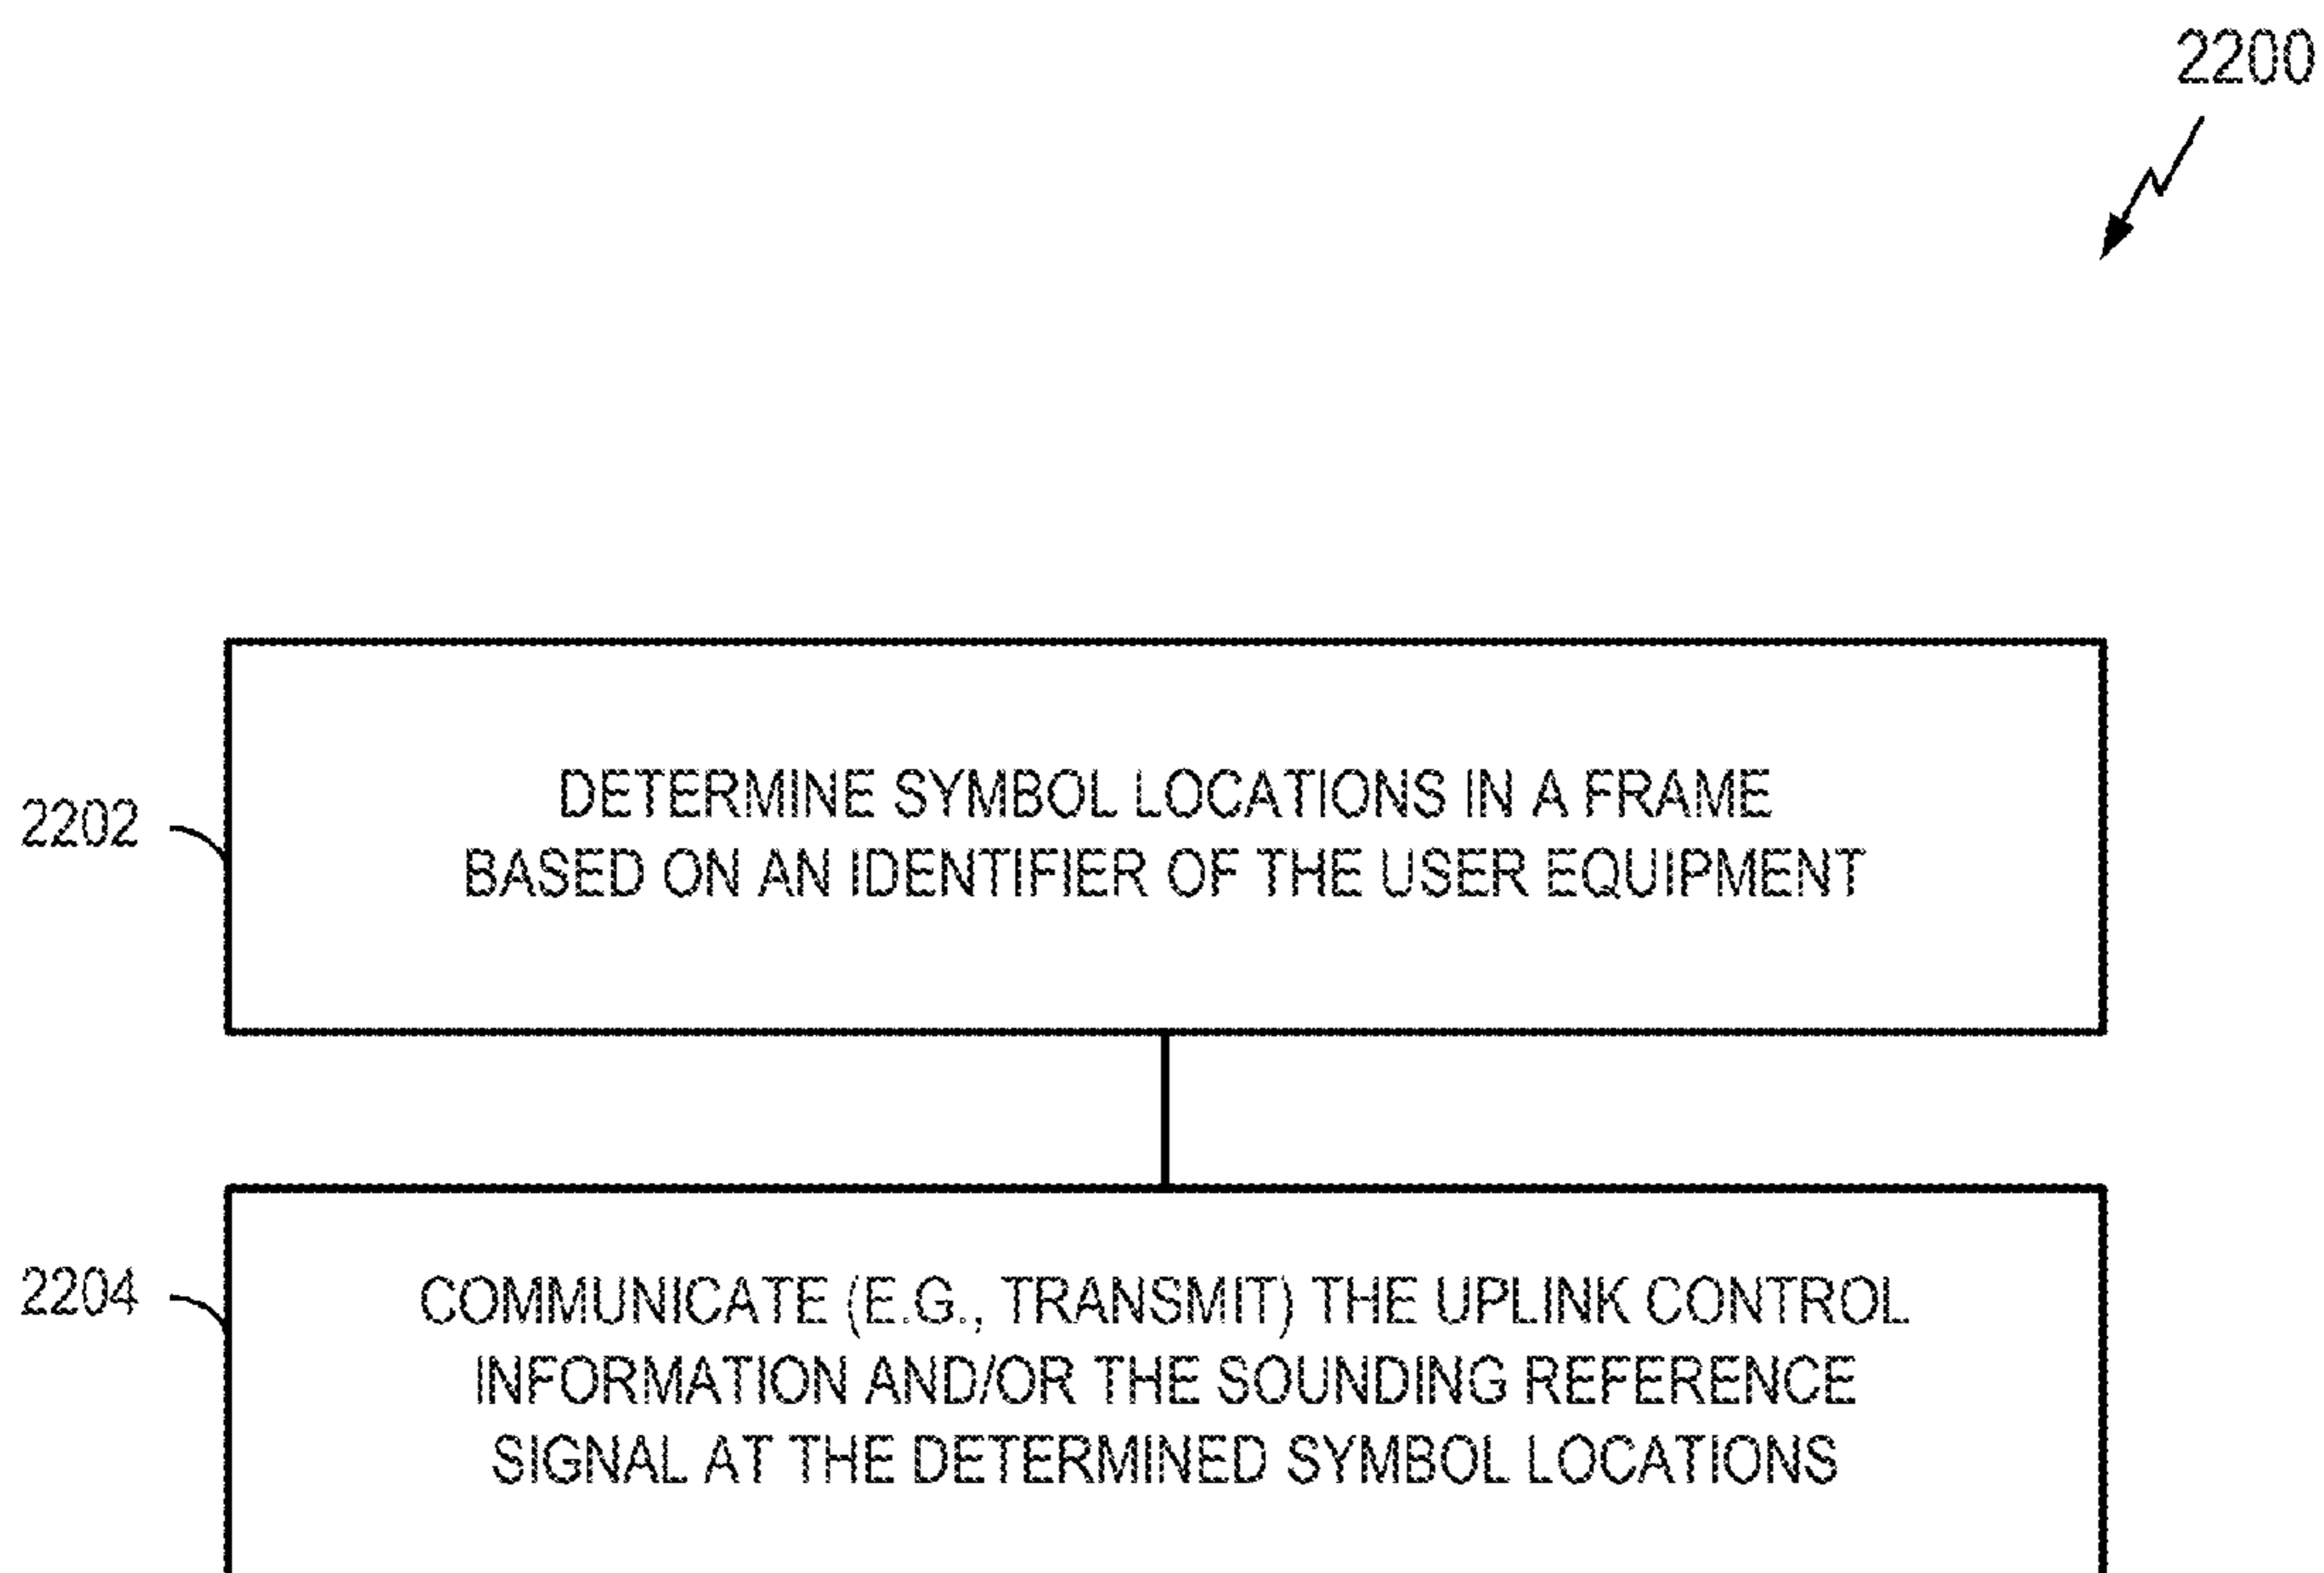 2200
2202
DETERMINE SYMBOL LOCATIONS IN A FRAME
BASED ON AN IDENTIFIER OF THE USER EQUIPMENT
2204
COMMUNICATE (E.G., TRANSMIT) THE UPLINK CONTROL
INFORMATION AND/OR THE SOUNDING REFERENCE
SIGNAL AT THE DETERMINED SYMBOL LOCATIONS